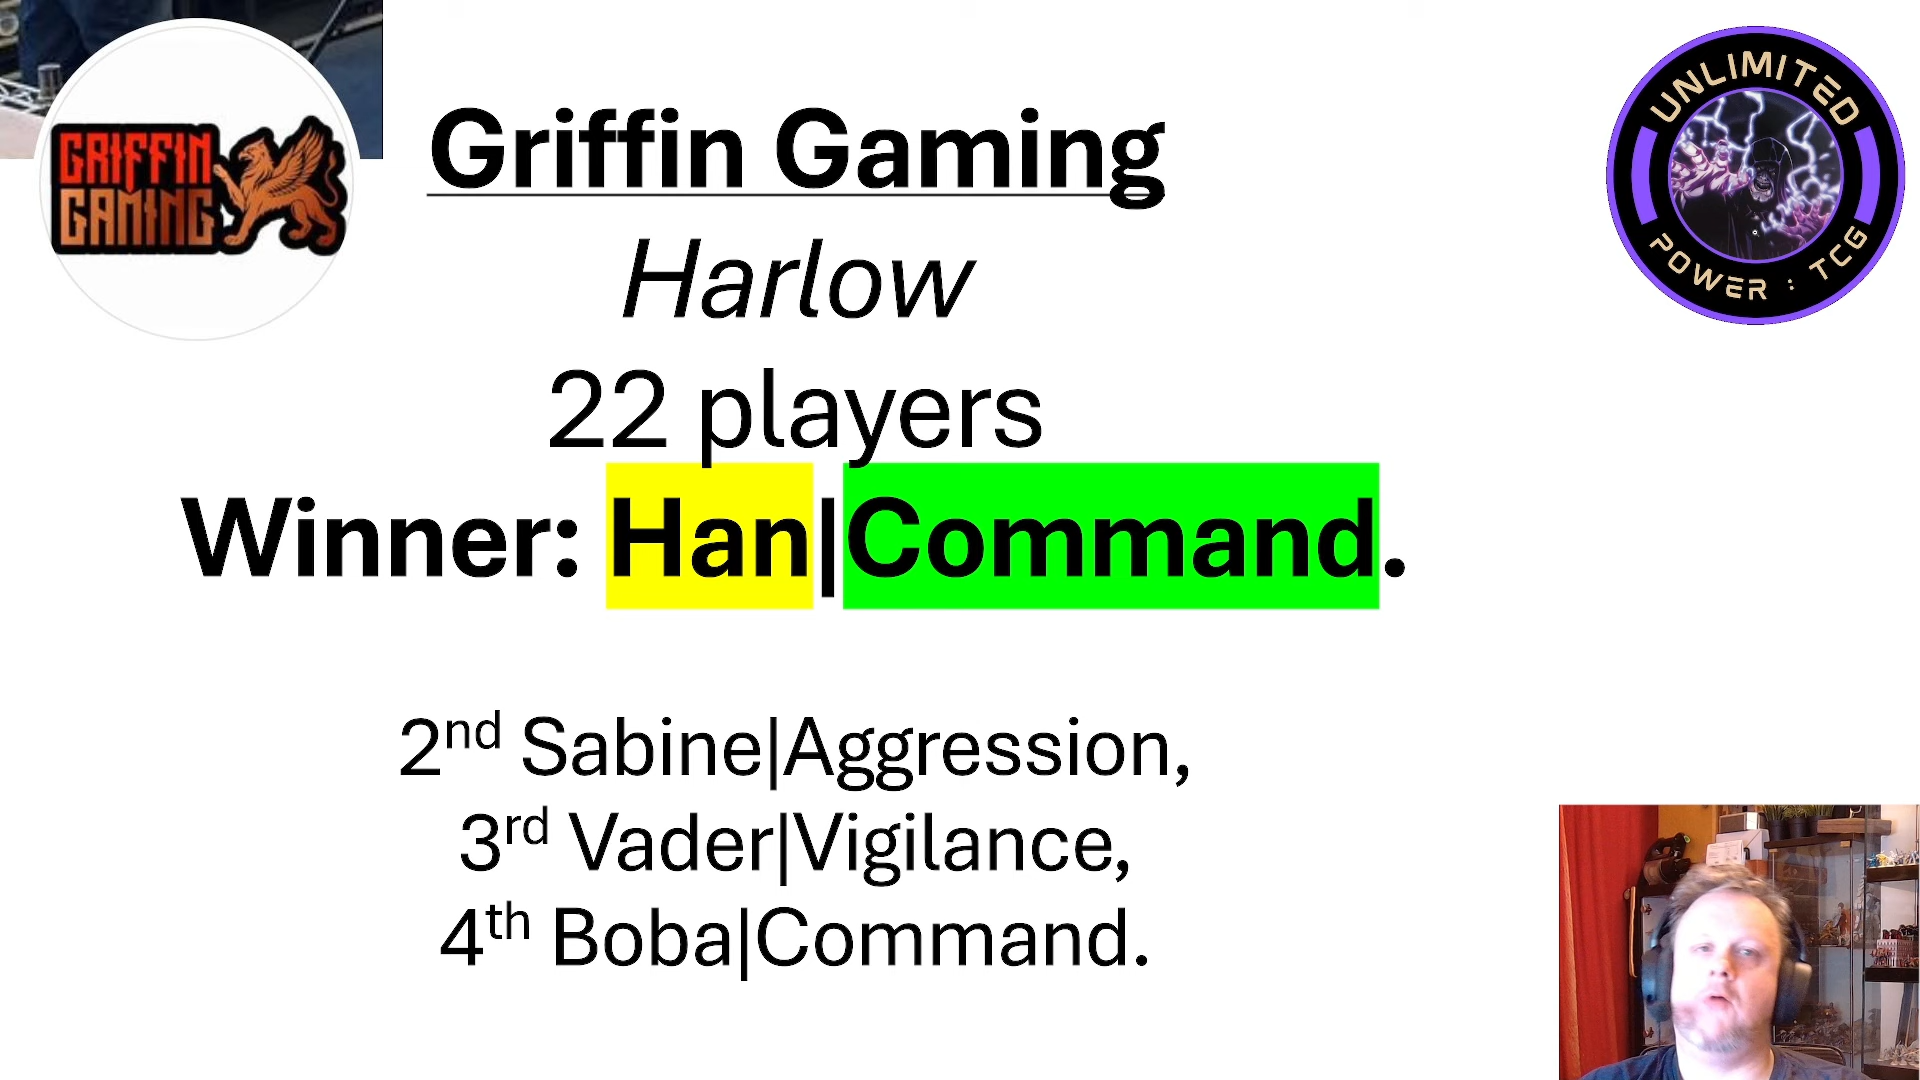 GRIFFIN
GAMING
Griffin Gaming
UNLIMITED
POWER : TCG
Harlow
22 players
Winner: Han|Command.
2nd Sabine|Aggression,
3rd Vader|Vigilance,
4th Boba|Command.